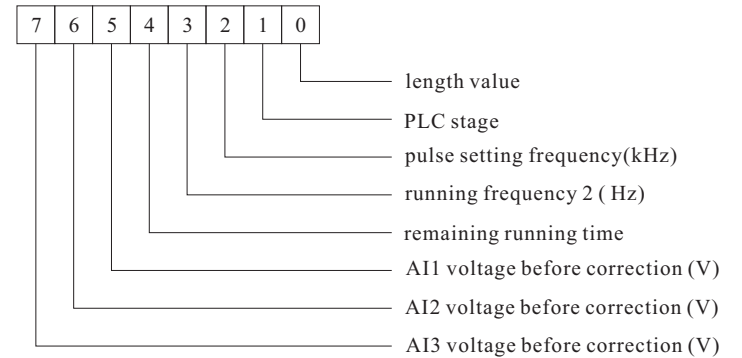 7 6 5 4 3 2 1 0
length value
PLC stage
pulse setting frequency(kHz)
running frequency 2 ( Hz)
remaining running time
AI1 voltage before correction (V)
AI2 voltage before correction (V)
AI3 voltage before correction (V)